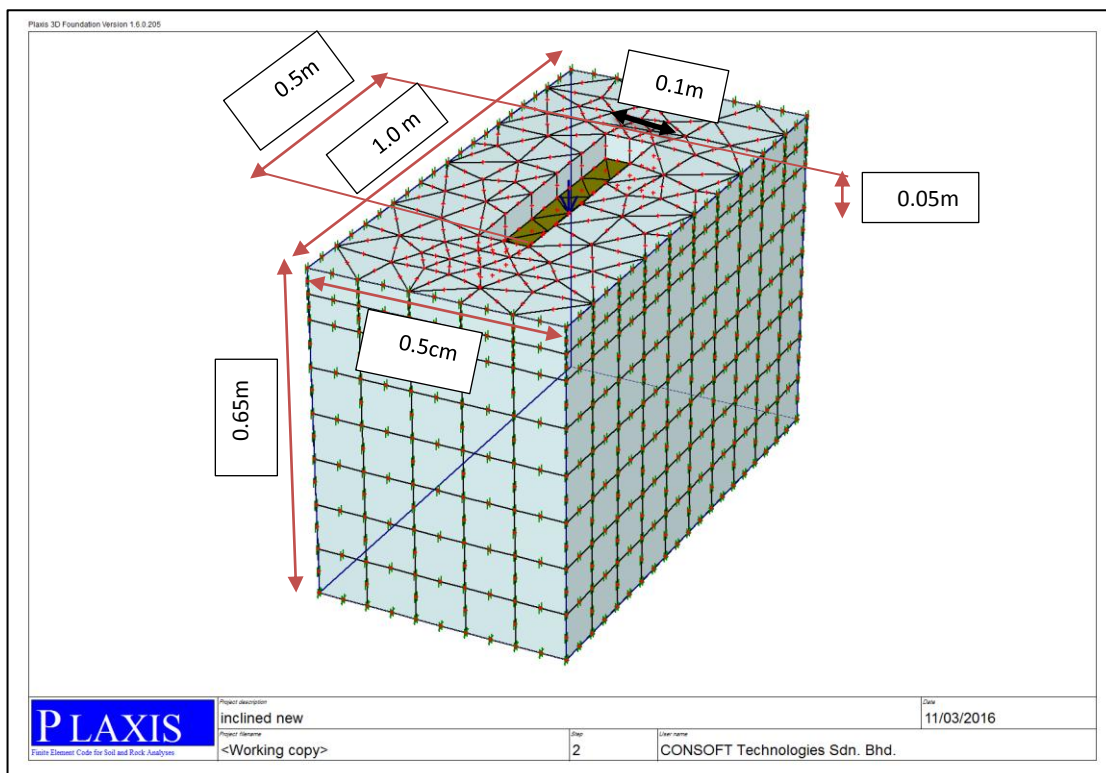 Plaxis 3D Foundation Version 1.6.0.205
0.5m
1.0 m
0.1m
0.05m
0.5cm
0.65m
PLAXIS
Finite Element Code for Soil and Rock Analyses
Project description
inclined new
Date
11/03/2016
Project filename
<Working copy>
Step
2
User name
CONSOFT Technologies Sdn. Bhd.